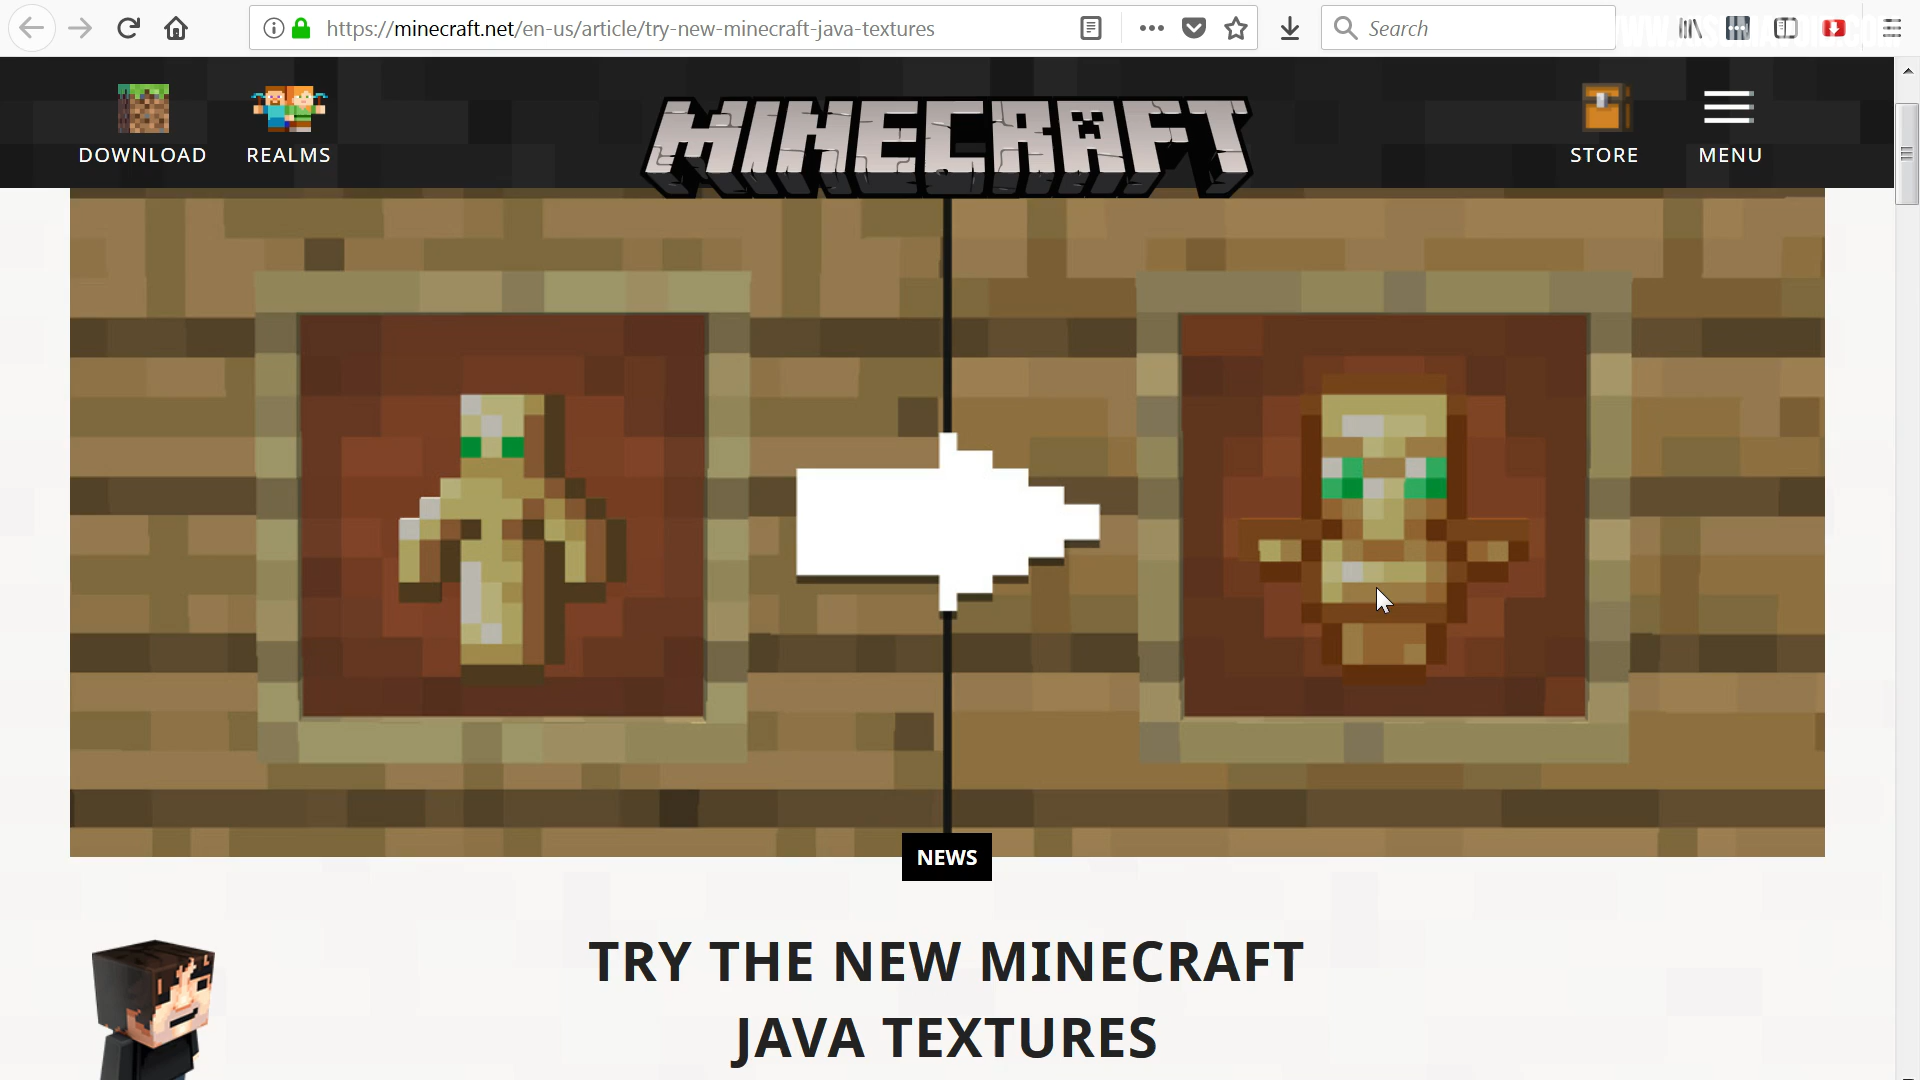 https://minecraft.net/en-us/article/try-new-minecraft-java-textures
Search
DOWNLOAD
REALMS
MINECRAFT
STORE
MENU
NEWS
TRY THE NEW MINECRAFT
JAVA TEXTURES